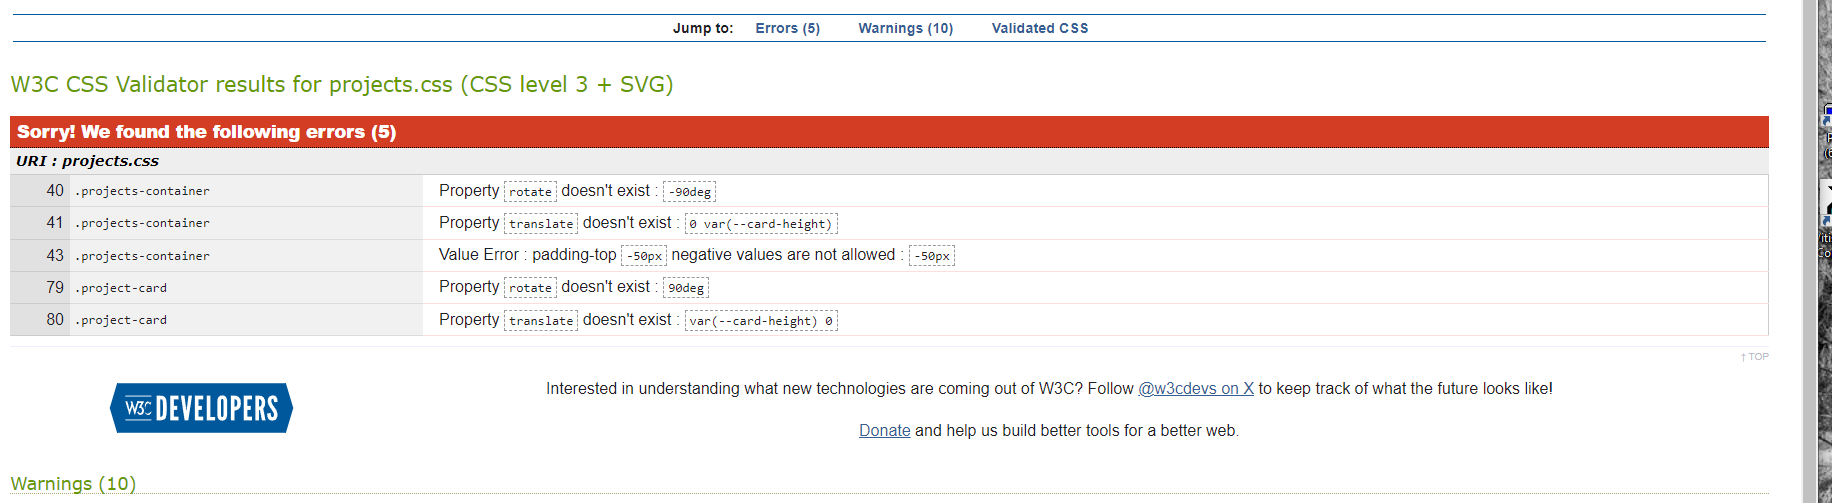 Jump to: Errors (5) Warnings (10) Validated CSS
W3C CSS Validator results for projects.css (CSS level 3 + SVG)
Sorry! We found the following errors (5)
URI : projects.css
40 .projects-container Property rotate doesn't exist : -90deg
41 .projects-container Property translate doesn't exist : 0 var(--card-height)
43 .projects-container Value Error : padding-top -50px negative values are not allowed : -50px
79 .project-card Property rotate doesn't exist : 90deg
80 .project-card Property translate doesn't exist : var(--card-height) 0
↑ TOP
W3C DEVELOPERS
Interested in understanding what new technologies are coming out of W3C? Follow @w3cdevs on X to keep track of what the future looks like!
Donate and help us build better tools for a better web.
Warnings (10)